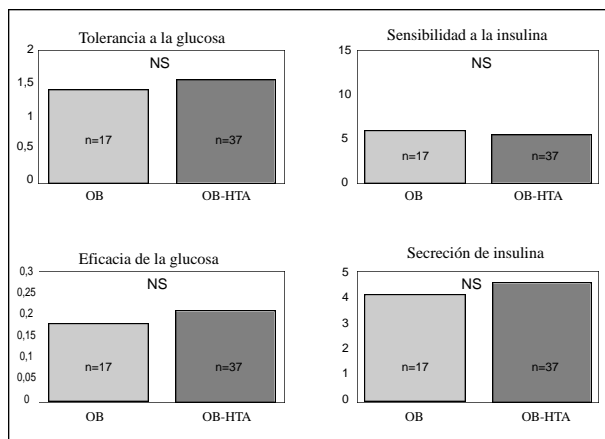 Tolerancia a la glucosa
2
1,5
1
0,5
0
NS
n=17
n=37
OB
OB-HTA
Sensibilidad a la insulina
15
10
5
0
NS
n=17
n=37
OB
OB-HTA
Eficacia de la glucosa
0,3
0,25
0,2
0,15
0,1
0,05
0
NS
n=17
n=37
OB
OB-HTA
Secreción de insulina
5
4
3
2
1
0
NS
n=17
n=37
OB
OB-HTA